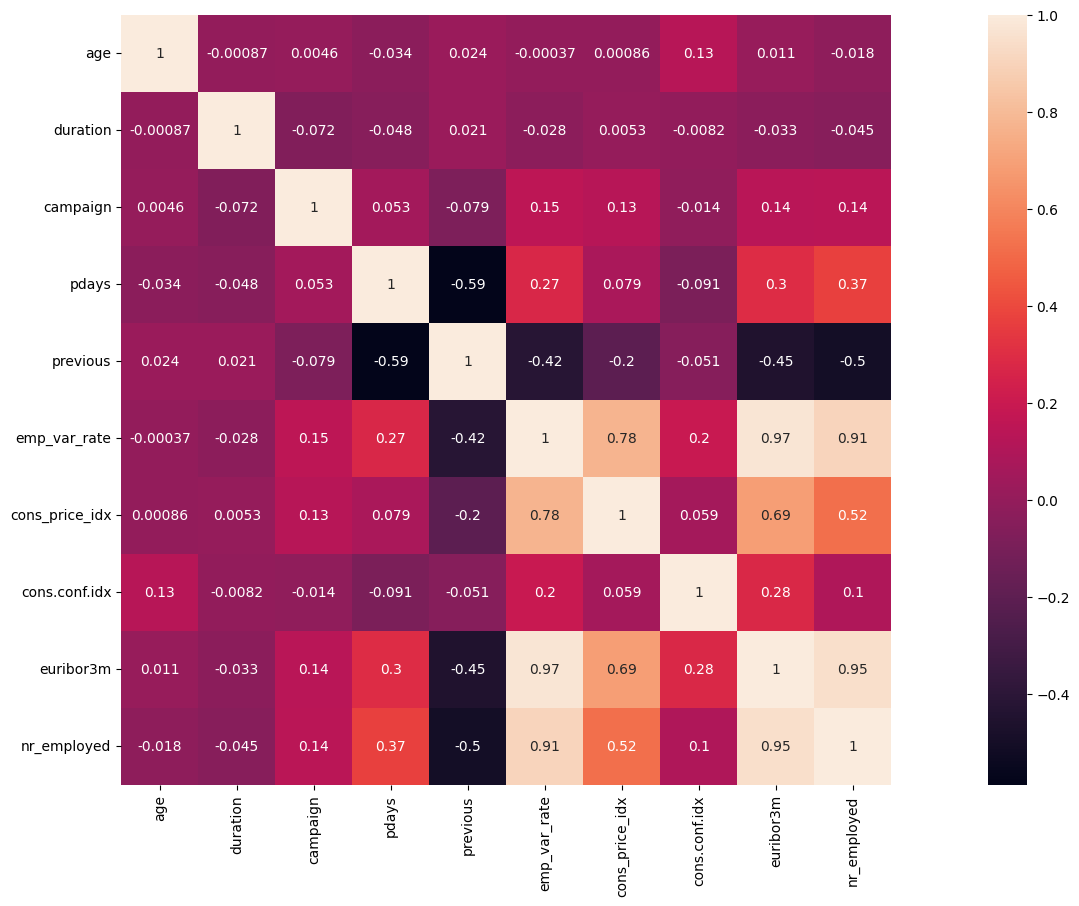 age 1 -0.00087 0.0046 -0.034 0.024 -0.00037 0.00086 0.13 0.011 -0.018
duration -0.00087 1 -0.072 -0.048 0.021 -0.028 0.0053 -0.0082 -0.033 -0.045
campaign 0.0046 -0.072 1 0.053 -0.079 0.15 0.13 -0.014 0.14 0.14
pdays -0.034 -0.048 0.053 1 -0.59 0.27 0.079 -0.091 0.3 0.37
previous 0.024 0.021 -0.079 -0.59 1 -0.42 -0.2 -0.051 -0.45 -0.5
emp_var_rate -0.00037 -0.028 0.15 0.27 -0.42 1 0.78 0.2 0.97 0.91
cons_price_idx 0.00086 0.0053 0.13 0.079 -0.2 0.78 1 0.059 0.69 0.52
cons.conf.idx 0.13 -0.0082 -0.014 -0.091 -0.051 0.2 0.059 1 0.28 0.1
euribor3m 0.011 -0.033 0.14 0.3 -0.45 0.97 0.69 0.28 1 0.95
nr_employed -0.018 -0.045 0.14 0.37 -0.5 0.91 0.52 0.1 0.95 1
age duration campaign pdays previous emp_var_rate cons_price_idx cons.conf.idx euribor3m nr_employed
1.0
0.8
0.6
0.4
0.2
0.0
−0.2
−0.4